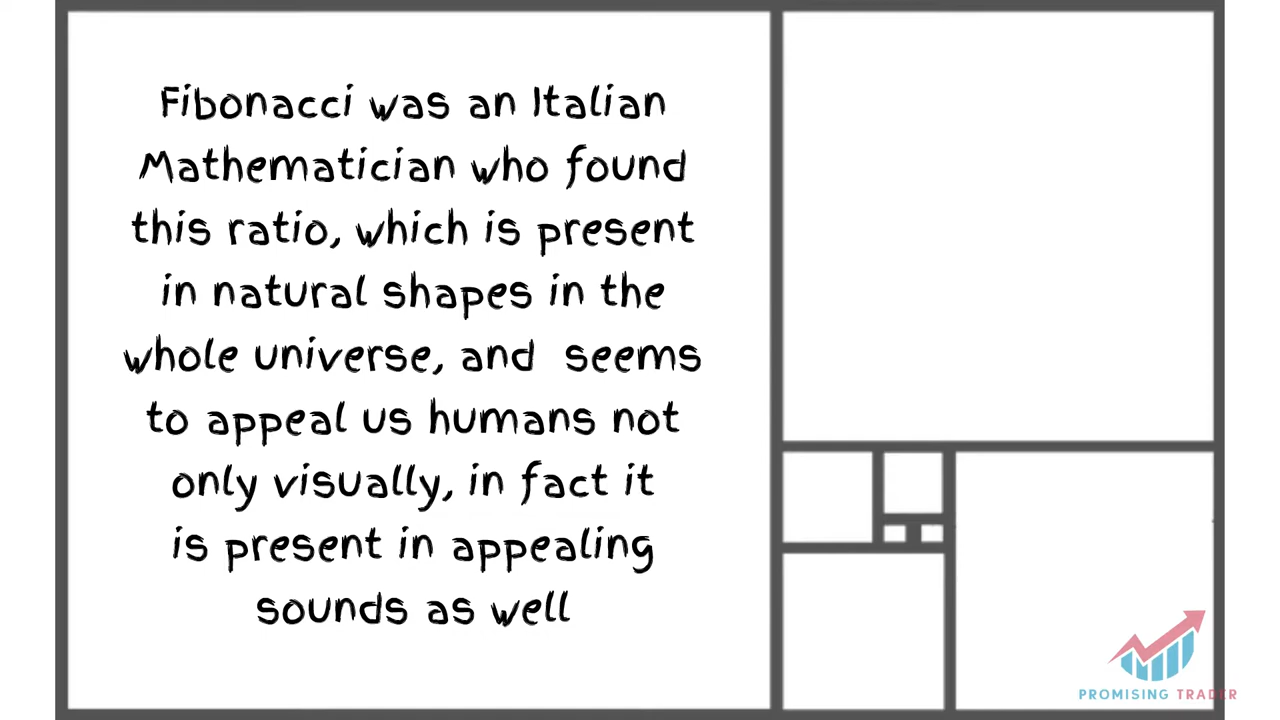 Fibonacci was an Italian
Mathematician who found
this ratio, which is present
in natural shapes in the
whole universe, and seems
to appeal us humans not
only visually, in fact it
is present in appealing
sounds as well
PROMISING TRADER